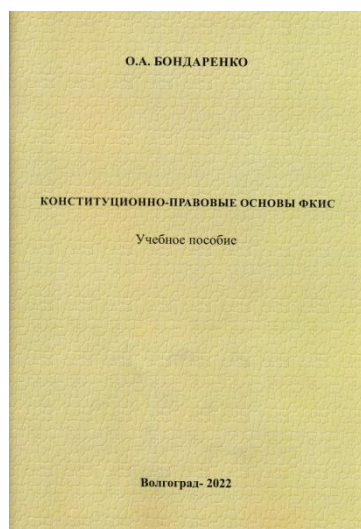 О.А. БОНДАРЕНКО
КОНСТИТУЦИОННО-ПРАВОВЫЕ ОСНОВЫ ФКИС
Учебное пособие
Волгоград- 2022